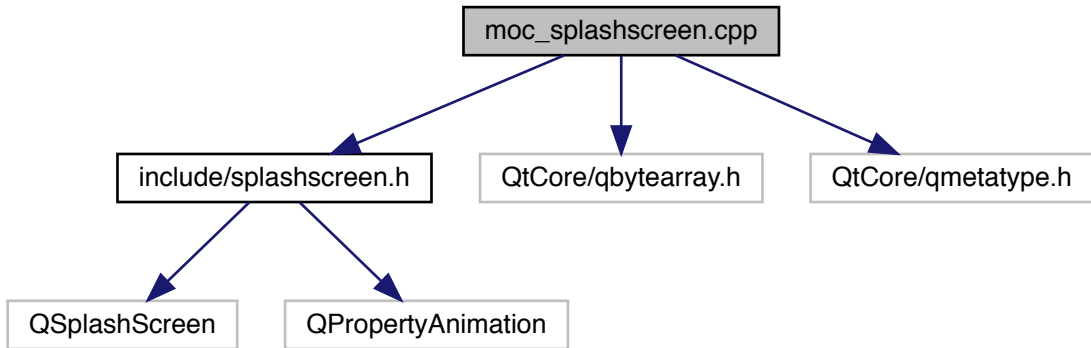 moc_splashscreen.cpp
include/splashscreen.h
QtCore/qbytearray.h
QtCore/qmetatype.h
QSplashScreen
QPropertyAnimation